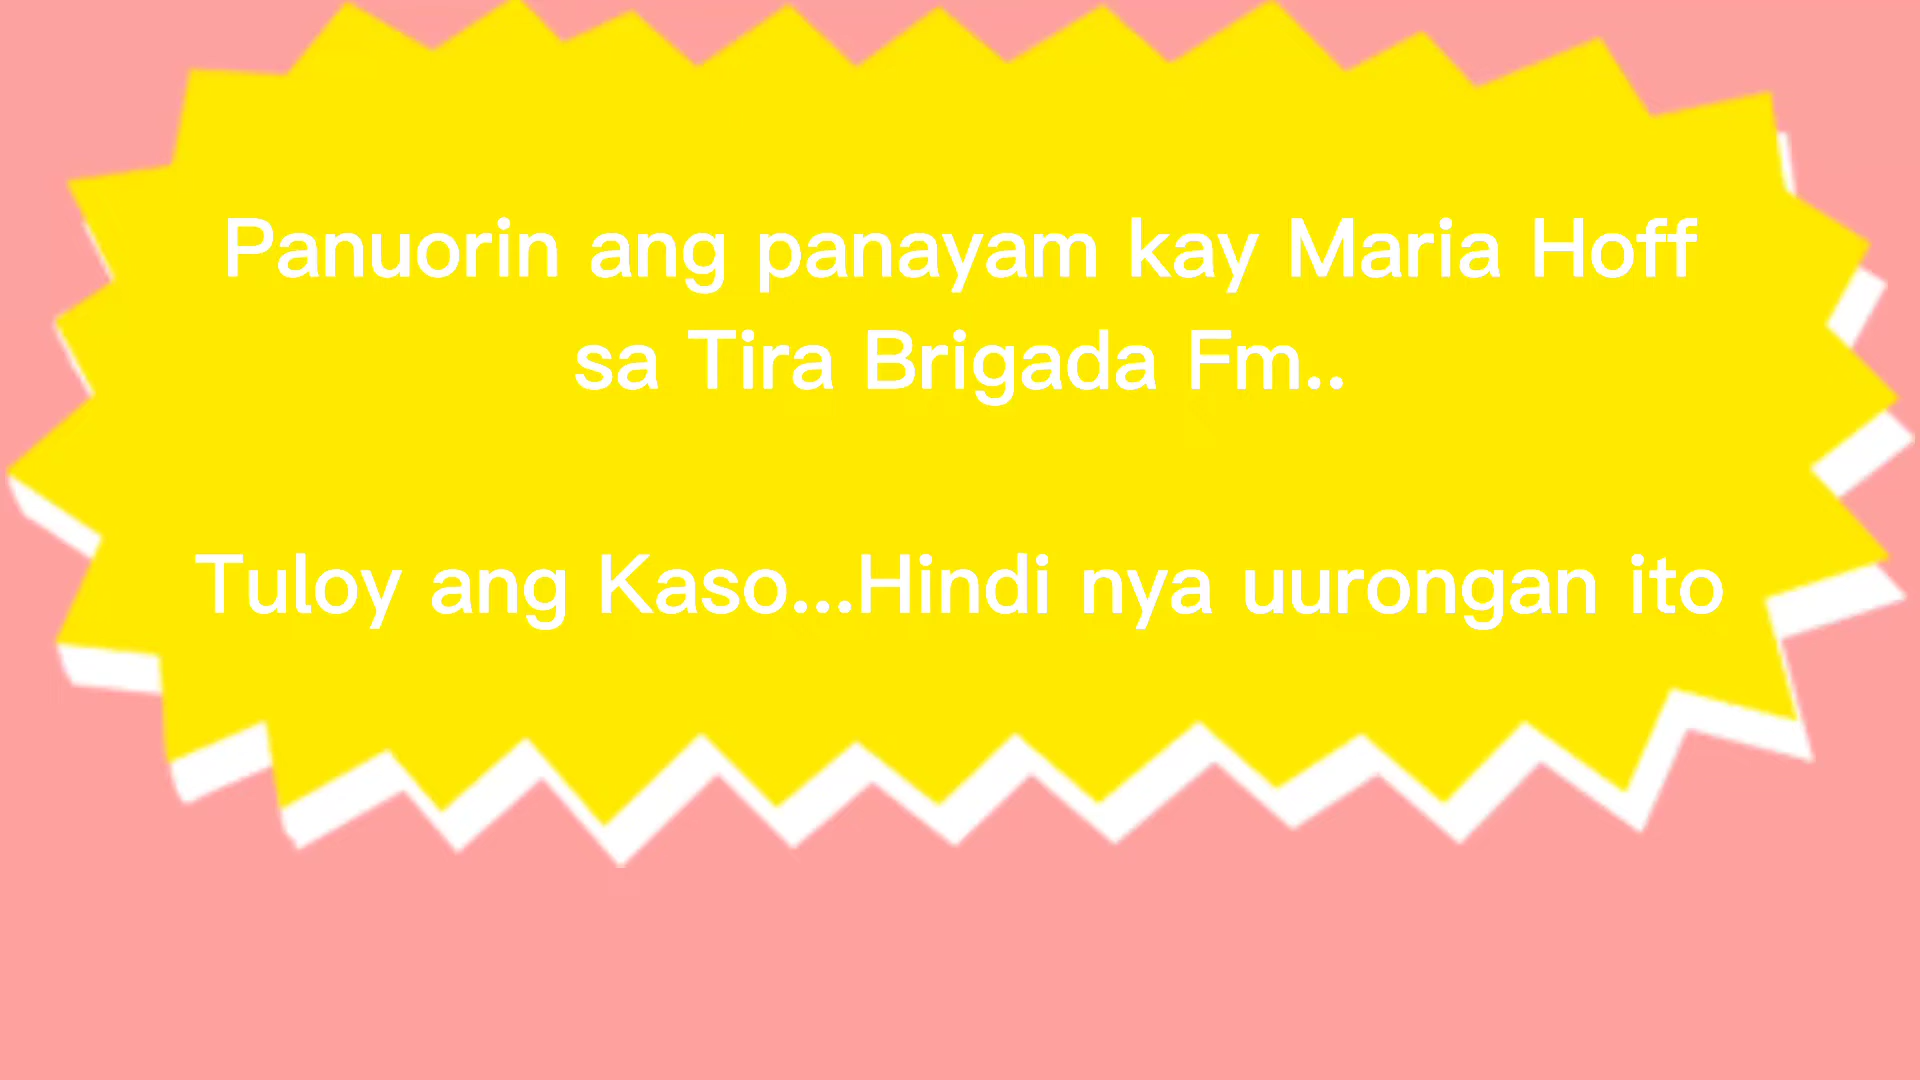 Panuorin ang panayam kay Maria Hoff
sa Tira Brigada Fm..
Tuloy ang Kaso...Hindi nya uurongan ito